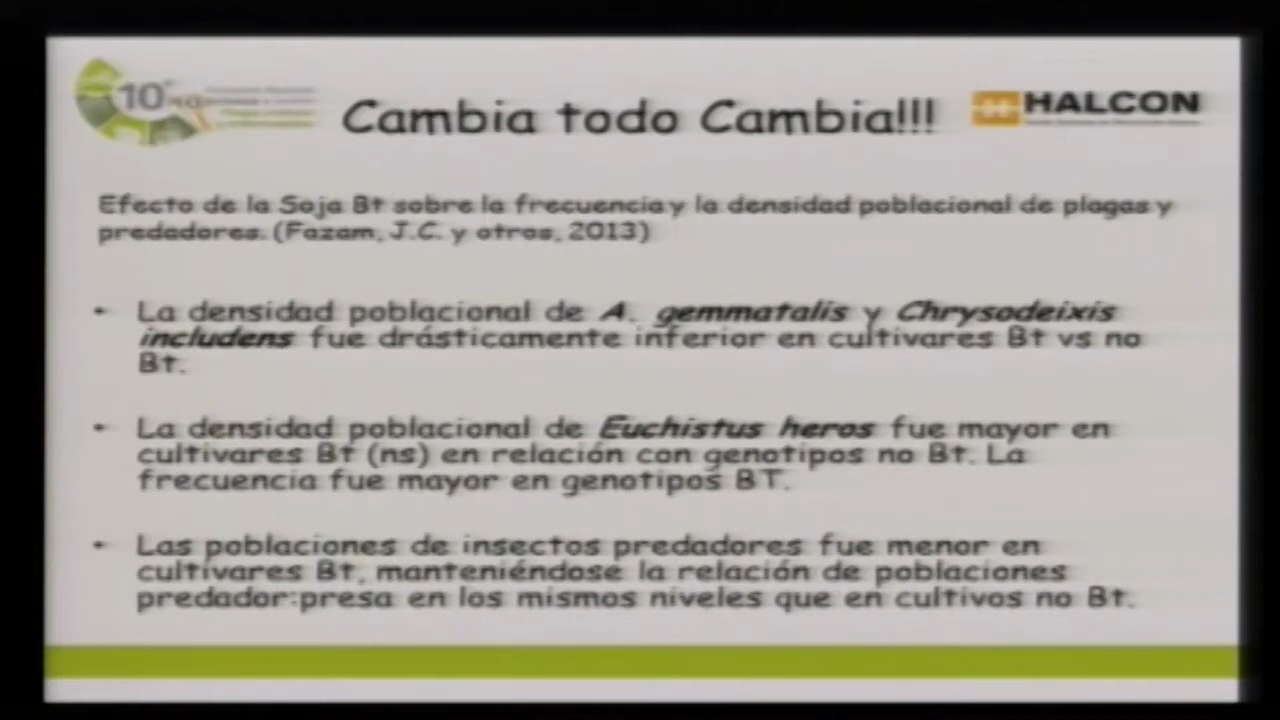 10°
Cambia todo Cambia!!!
HALCON
Efecto de la Soja Bt sobre la frecuencia y la densidad poblacional de plagas y
predadores. (Fazam, J.C. y otros, 2013)
• La densidad poblacional de A. gemmatalis y Chrysodeixis
includens fue drásticamente inferior en cultivares Bt vs no
Bt.
• La densidad poblacional de Euchistus heros fue mayor en
cultivares Bt (ns) en relación con genotipos no Bt. La
frecuencia fue mayor en genotipos BT.
• Las poblaciones de insectos predadores fue menor en
cultivares Bt, manteniéndose la relación de poblaciones
predador:presa en los mismos niveles que en cultivos no Bt.